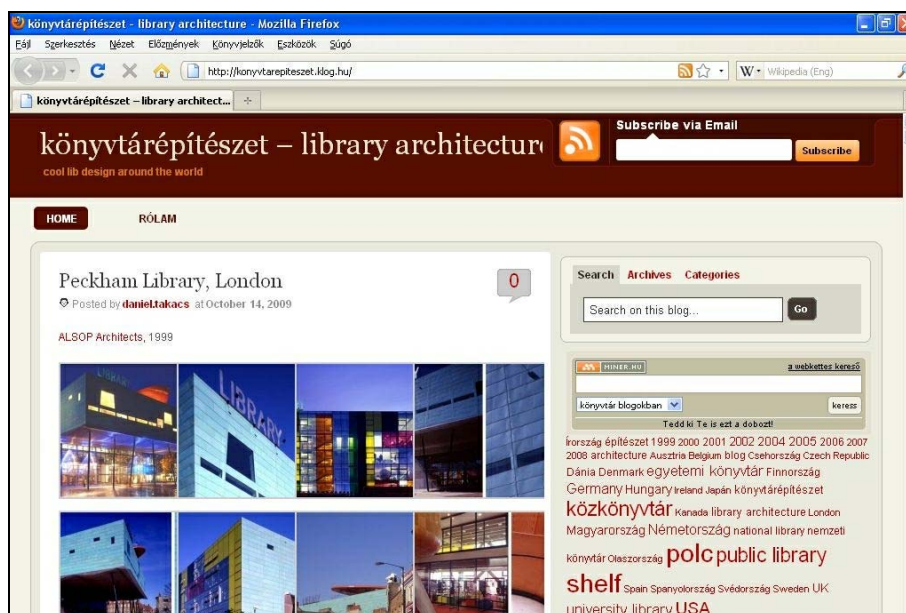 könyvtárépítészet - library architecture - Mozilla Firefox
Fájl Szerkesztés Nézet Előzmények Könyvjelzők Eszközök Súgó
http://konyvtarepiteszet.klog.hu/
W Wikipedia (Eng)
könyvtárépítészet – library architect...
könyvtárépítészet – library architectur
cool lib design around the world
Subscribe via Email
Subscribe
HOME RÓLAM
Peckham Library, London
0
Posted by daniel.takacs at October 14, 2009
ALSOP Architects, 1999
LIBRARY
LIBRARY
Search Archives Categories
Search on this blog...
Go
MINER.HU a webkettes kereső
könyvtár blogokban keress
Tedd ki Te is ezt a dobozt!
Írország építészet 1999 2000 2001 2002 2004 2005 2006 2007
2008 architecture Ausztria Belgium blog Csehország Czech Republic
Dánia Denmark egyetemi könyvtár Finnország
Germany Hungary Ireland Japán könyvtárépítészet
közkönyvtár Kanada library architecture London
Magyarország Németország national library nemzeti
könyvtár Olaszország polc public library
shelf Spain Spanyolország Svédország Sweden UK
university library USA